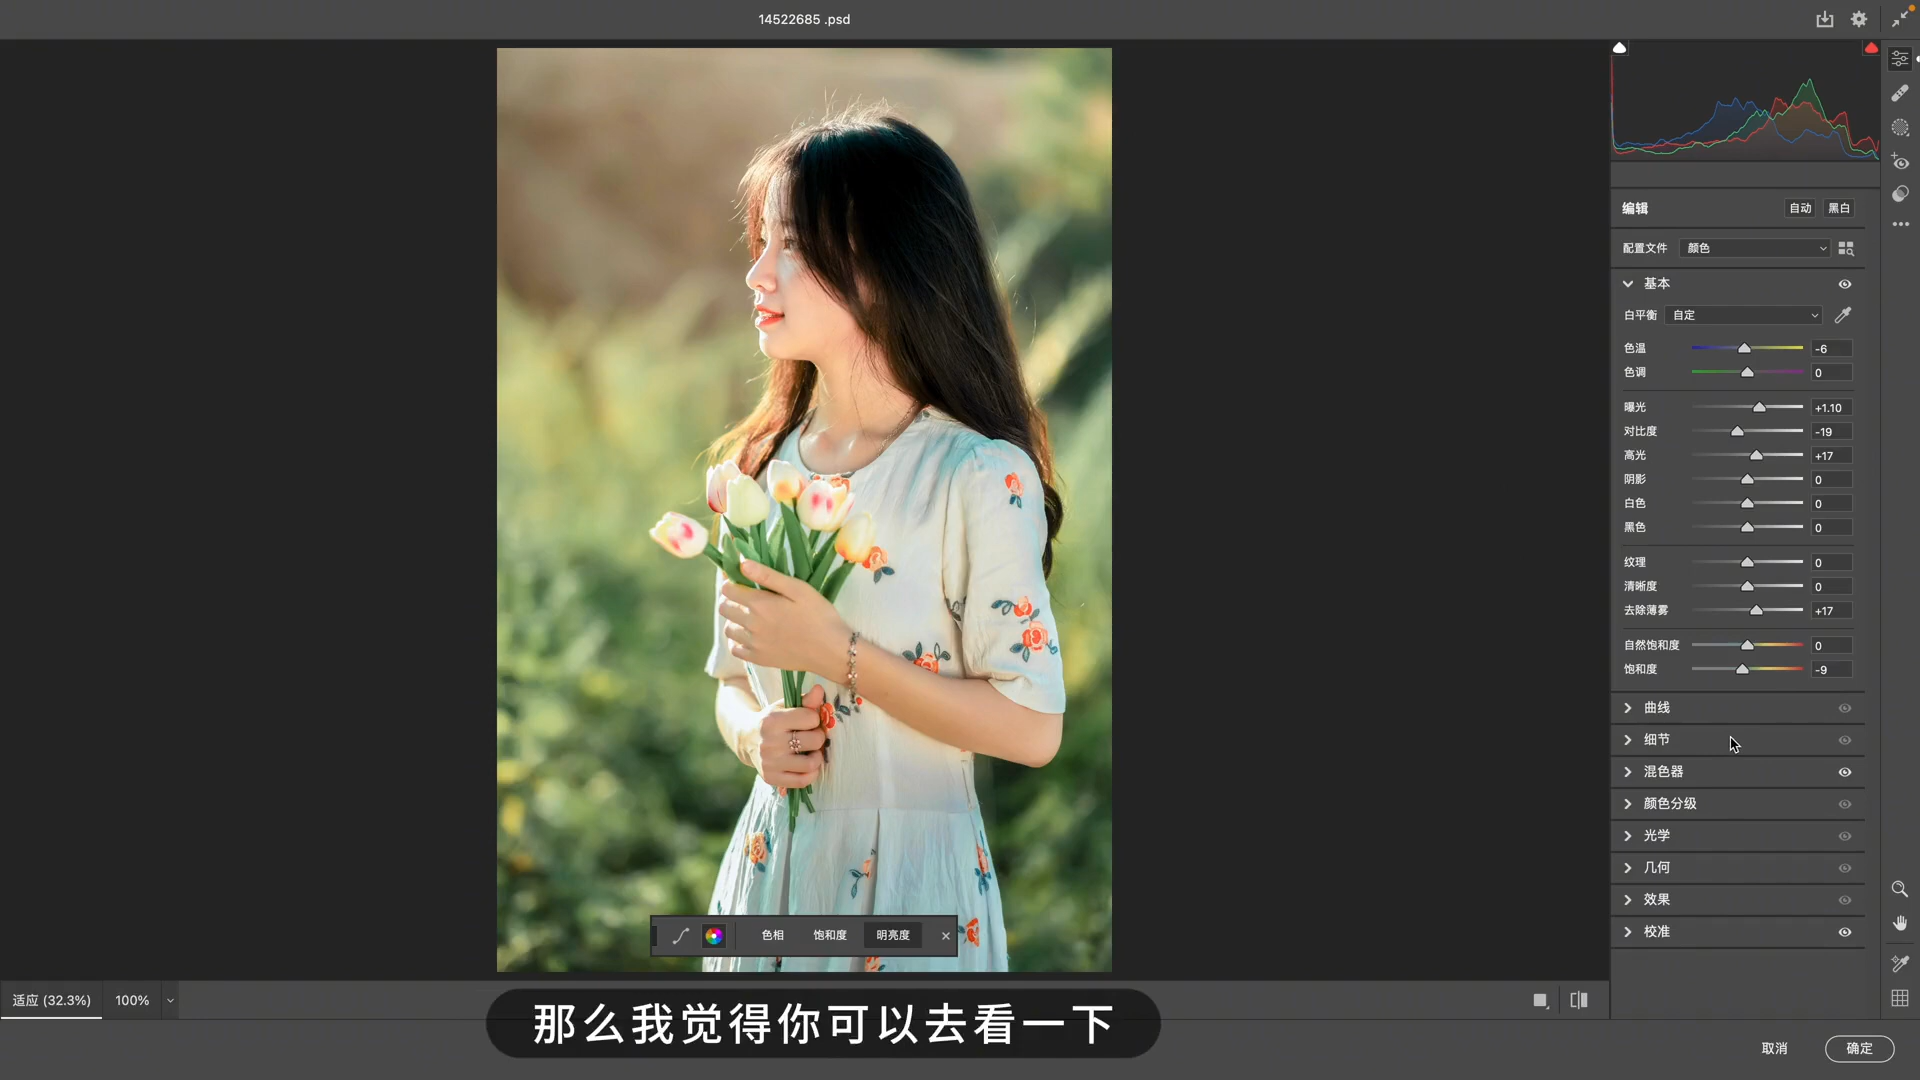 14522685 .psd
编辑
自动
黑白
配置文件
颜色
基本
白平衡
自定
色温
-6
色调
0
曝光
+1.10
对比度
-19
高光
+17
阴影
0
白色
0
黑色
0
纹理
0
清晰度
0
去除薄雾
+17
自然饱和度
0
饱和度
-9
曲线
细节
混色器
颜色分级
光学
几何
效果
校准
色相
饱和度
明亮度
适应 (32.3%)
100%
那么我觉得你可以去看一下
取消
确定